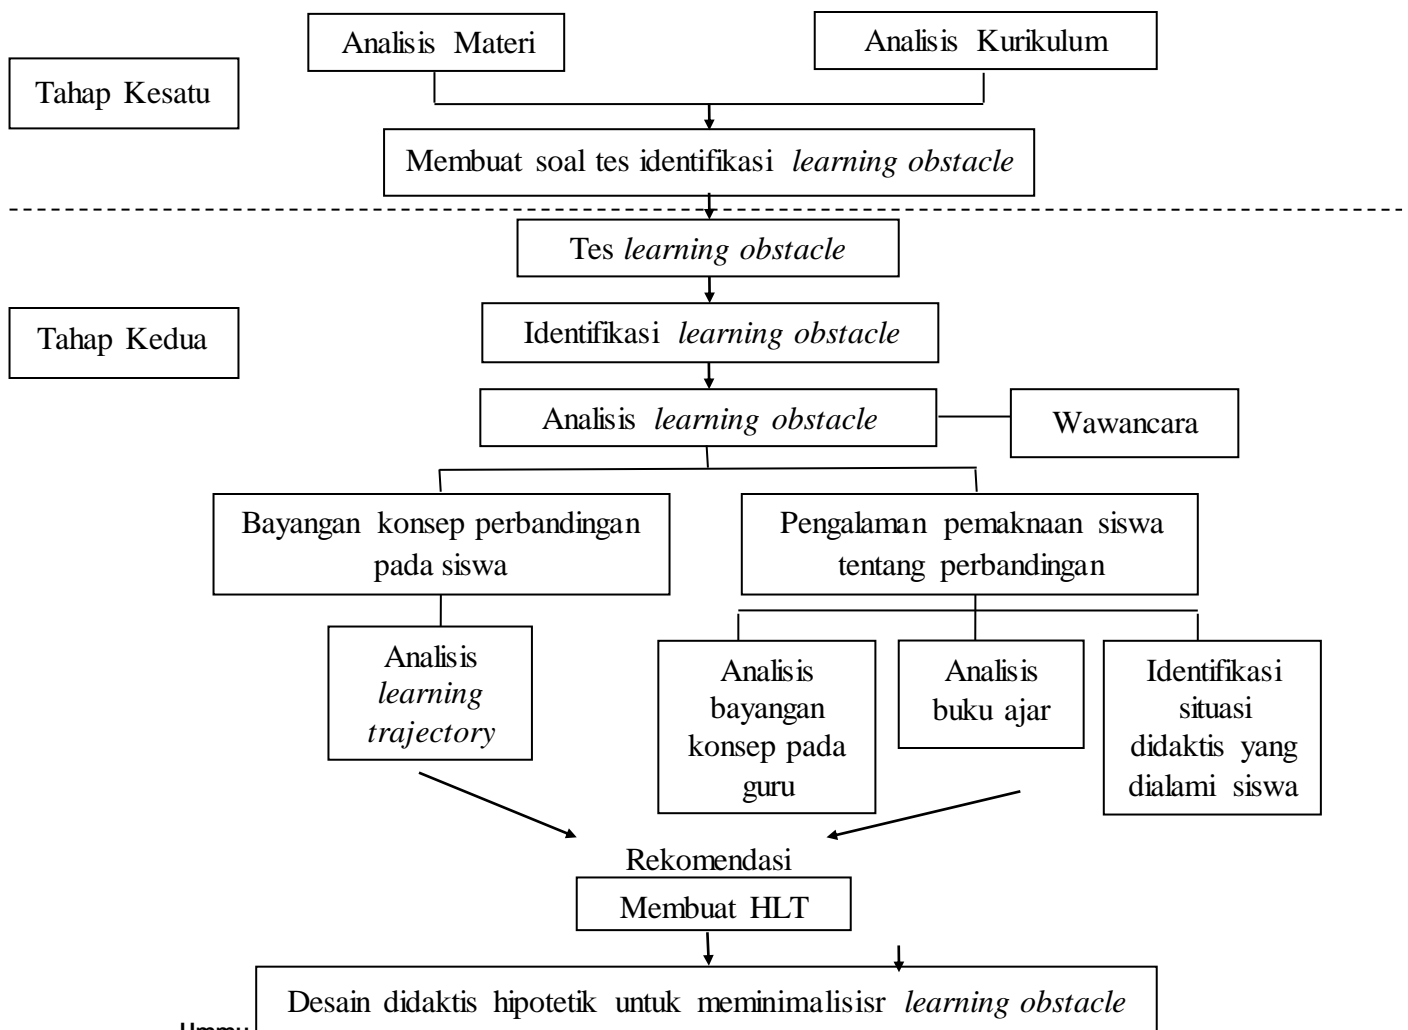 Analisis Materi
Analisis Kurikulum
Tahap Kesatu
Membuat soal tes identifikasi learning obstacle
Tes learning obstacle
Identifikasi learning obstacle
Tahap Kedua
Analisis learning obstacle
Wawancara
Bayangan konsep perbandingan
pada siswa
Pengalaman pemaknaan siswa
tentang perbandingan
Analisis
learning
trajectory
Analisis
bayangan
konsep pada
guru
Analisis
buku ajar
Identifikasi
situasi
didaktis yang
dialami siswa
Rekomendasi
Membuat HLT
Desain didaktis hipotetik untuk meminimalisisr learning obstacle